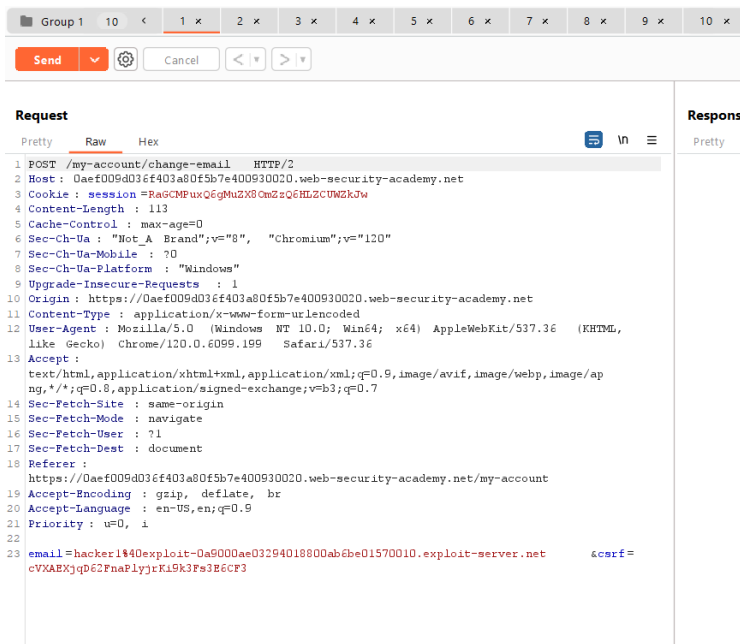 Group 1 10 < 1 × 2 × 3 × 4 × 5 × 6 × 7 × 8 × 9 × 10 ×
Send Cancel < >
Request
Respons
Pretty Raw Hex \n
Pretty
1 POST /my-account/change-email HTTP/2
2 Host: 0aef009d036f403a80f5b7e400930020.web-security-academy.net
3 Cookie: session=RaGCMPuxQ6gMuZX8OmZzQ6HLZCUWZkJw
4 Content-Length: 113
5 Cache-Control: max-age=0
6 Sec-Ch-Ua: "Not_A Brand";v="8", "Chromium";v="120"
7 Sec-Ch-Ua-Mobile: ?0
8 Sec-Ch-Ua-Platform: "Windows"
9 Upgrade-Insecure-Requests: 1
10 Origin: https://0aef009d036f403a80f5b7e400930020.web-security-academy.net
11 Content-Type: application/x-www-form-urlencoded
12 User-Agent: Mozilla/5.0 (Windows NT 10.0; Win64; x64) AppleWebKit/537.36 (KHTML,
like Gecko) Chrome/120.0.6099.199 Safari/537.36
13 Accept:
text/html,application/xhtml+xml,application/xml;q=0.9,image/avif,image/webp,image/ap
ng,*/*;q=0.8,application/signed-exchange;v=b3;q=0.7
14 Sec-Fetch-Site: same-origin
15 Sec-Fetch-Mode: navigate
16 Sec-Fetch-User: ?1
17 Sec-Fetch-Dest: document
18 Referer:
https://0aef009d036f403a80f5b7e400930020.web-security-academy.net/my-account
19 Accept-Encoding: gzip, deflate, br
20 Accept-Language: en-US,en;q=0.9
21 Priority: u=0, i
22
23 email=hacker1%40exploit-0a9000ae03294018800ab6be01570010.exploit-server.net &csrf=
cVXAEXjqD62FnaPlyjrKi9k3Fs3E6CF3